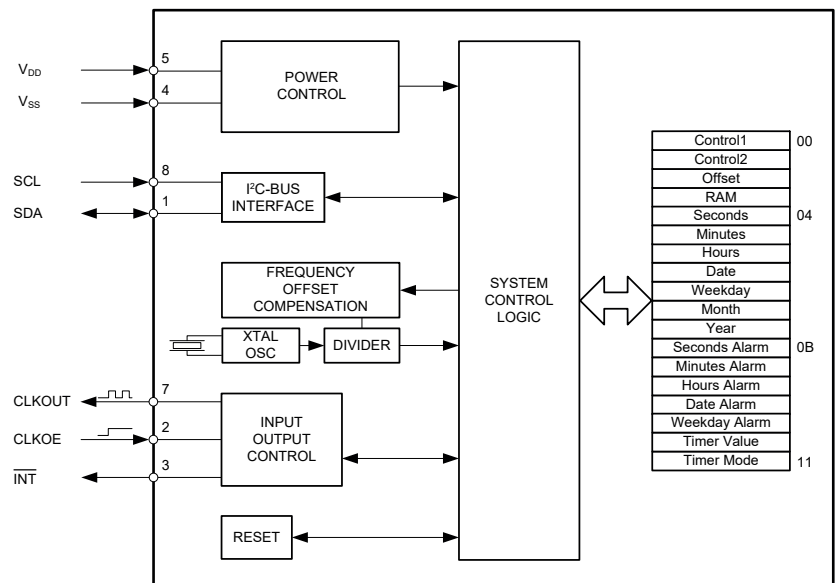 V_DD
5
POWER
CONTROL
V_SS
4
SCL
8
I²C-BUS
INTERFACE
SDA
1
FREQUENCY
OFFSET
COMPENSATION
XTAL
OSC
DIVIDER
CLKOUT
7
INPUT
OUTPUT
CONTROL
CLKOE
2
INT
3
RESET
SYSTEM
CONTROL
LOGIC
Control1 00
Control2
Offset
RAM
Seconds 04
Minutes
Hours
Date
Weekday
Month
Year
Seconds Alarm 0B
Minutes Alarm
Hours Alarm
Date Alarm
Weekday Alarm
Timer Value
Timer Mode 11